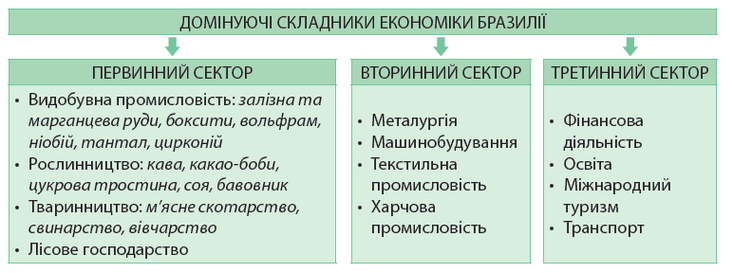 ДОМІНУЮЧІ СКЛАДНИКИ ЕКОНОМІКИ БРАЗИЛІЇ
ПЕРВИННИЙ СЕКТОР
• Видобувна промисловість: залізна та
марганцева руди, боксити, вольфрам,
ніобій, тантал, цирконій
• Рослинництво: кава, какао-боби,
цукрова тростина, соя, бавовник
• Тваринництво: м'ясне скотарство,
свинарство, вівчарство
• Лісове господарство
ВТОРИННИЙ СЕКТОР
• Металургія
• Машинобудування
• Текстильна
промисловість
• Харчова
промисловість
ТРЕТИННИЙ СЕКТОР
• Фінансова
діяльність
• Освіта
• Міжнародний
туризм
• Транспорт